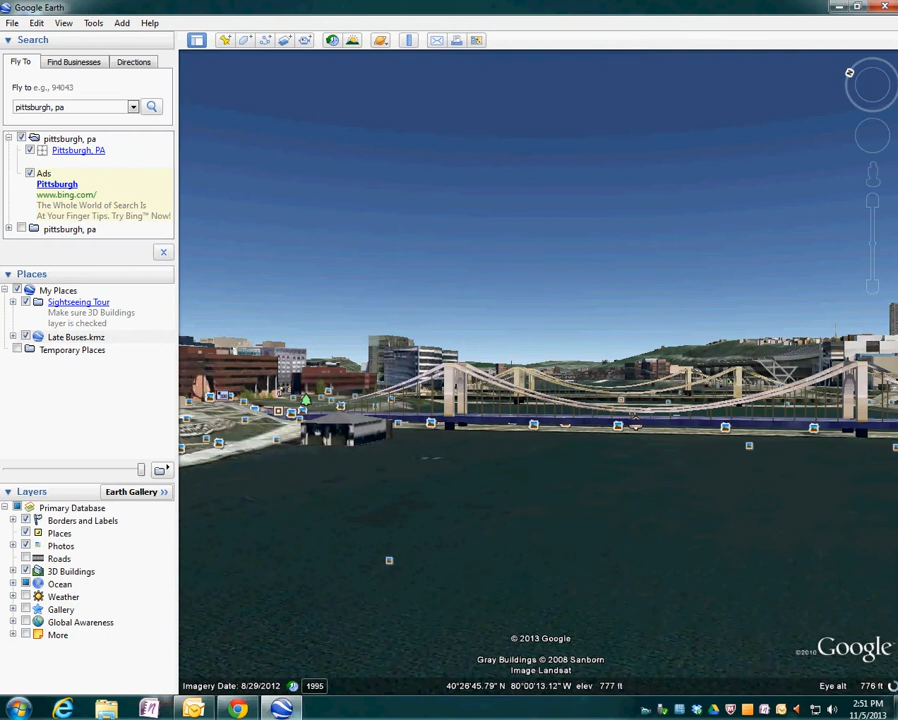 Google Earth
File Edit View Tools Add Help
Search
Fly To Find Businesses Directions
Fly to e.g., 94043
pittsburgh, pa
pittsburgh, pa
Pittsburgh, PA
Ads
Pittsburgh
www.bing.com/
The Whole World of Search Is
At Your Finger Tips. Try Bing™ Now!
pittsburgh, pa
Places
My Places
Sightseeing Tour
Make sure 3D Buildings
layer is checked
Late Buses.kmz
Temporary Places
Layers
Earth Gallery >>
Primary Database
Borders and Labels
Places
Photos
Roads
3D Buildings
Ocean
Weather
Gallery
Global Awareness
More
N
© 2013 Google
Gray Buildings © 2008 Sanborn
Image Landsat
©2010 Google
Imagery Date: 8/29/2012 1995 40°26'45.79" N 80°00'13.12" W elev 777 ft Eye alt 776 ft
2:51 PM
11/5/2013